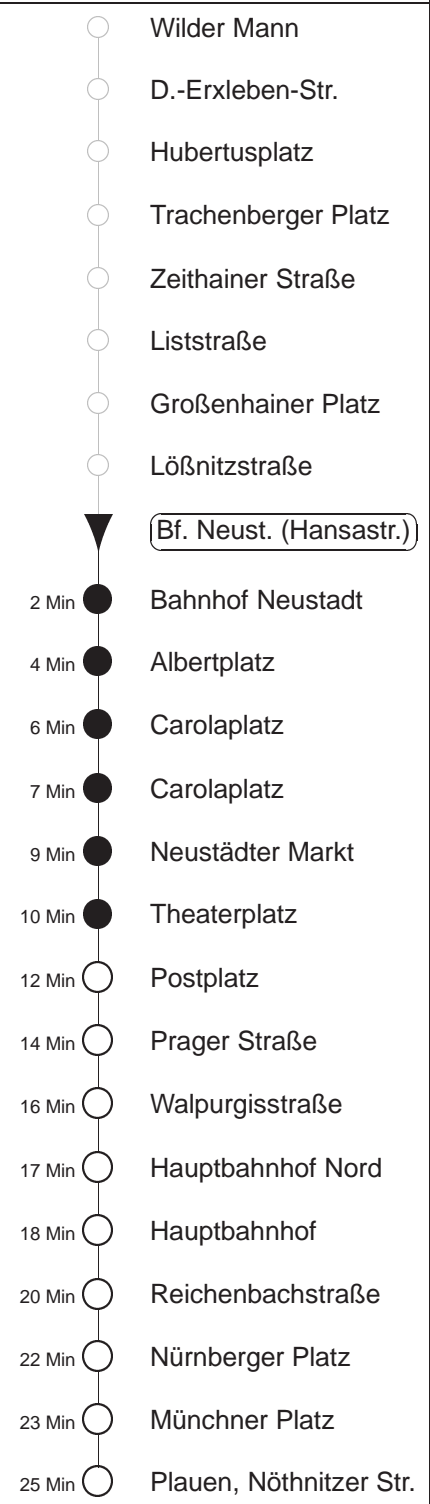 Wilder Mann
D.-Erxleben-Str.
Hubertusplatz
Trachenberger Platz
Zeithainer Straße
Liststraße
Großenhainer Platz
Lößnitzstraße
Bf. Neust. (Hansastr.)
2 Min Bahnhof Neustadt
4 Min Albertplatz
6 Min Carolaplatz
7 Min Carolaplatz
9 Min Neustädter Markt
10 Min Theaterplatz
12 Min Postplatz
14 Min Prager Straße
16 Min Walpurgisstraße
17 Min Hauptbahnhof Nord
18 Min Hauptbahnhof
20 Min Reichenbachstraße
22 Min Nürnberger Platz
23 Min Münchner Platz
25 Min Plauen, Nöthnitzer Str.